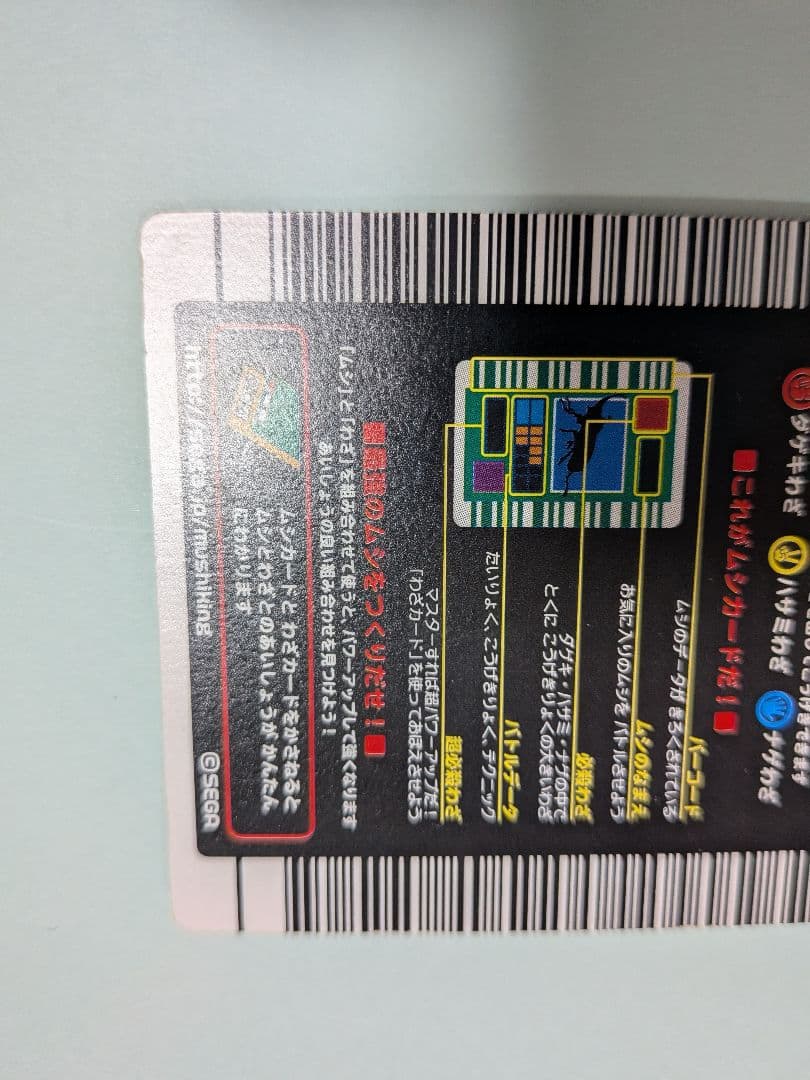 ダゲキわざ
ハサミわざ
ナゲわざ
■これがムシカードだ！■
バーコード
ムシのデータが きろくされている
ムシのなまえ
お気に入りのムシを バトルさせよう
必殺わざ
ダゲキ・ハサミ・ナゲの中で
とくに こうげきりょくの大きいわざ
バトルデータ
たいりょく、こうげきりょく、テクニック
超必殺わざ
マスターすれば超パワーアップだ！
「わざカード」を使っておぼえさせよう
■最強のムシをつくりだせ！■
「ムシ」と「わざ」を組み合わせて使うと、パワーアップして強くなります
あいしょうの良い組み合わせを見つけよう！
ムシカードと わざカードをかさねると
ムシとわざとのあいしょうが かんたん
にわかります
©SEGA